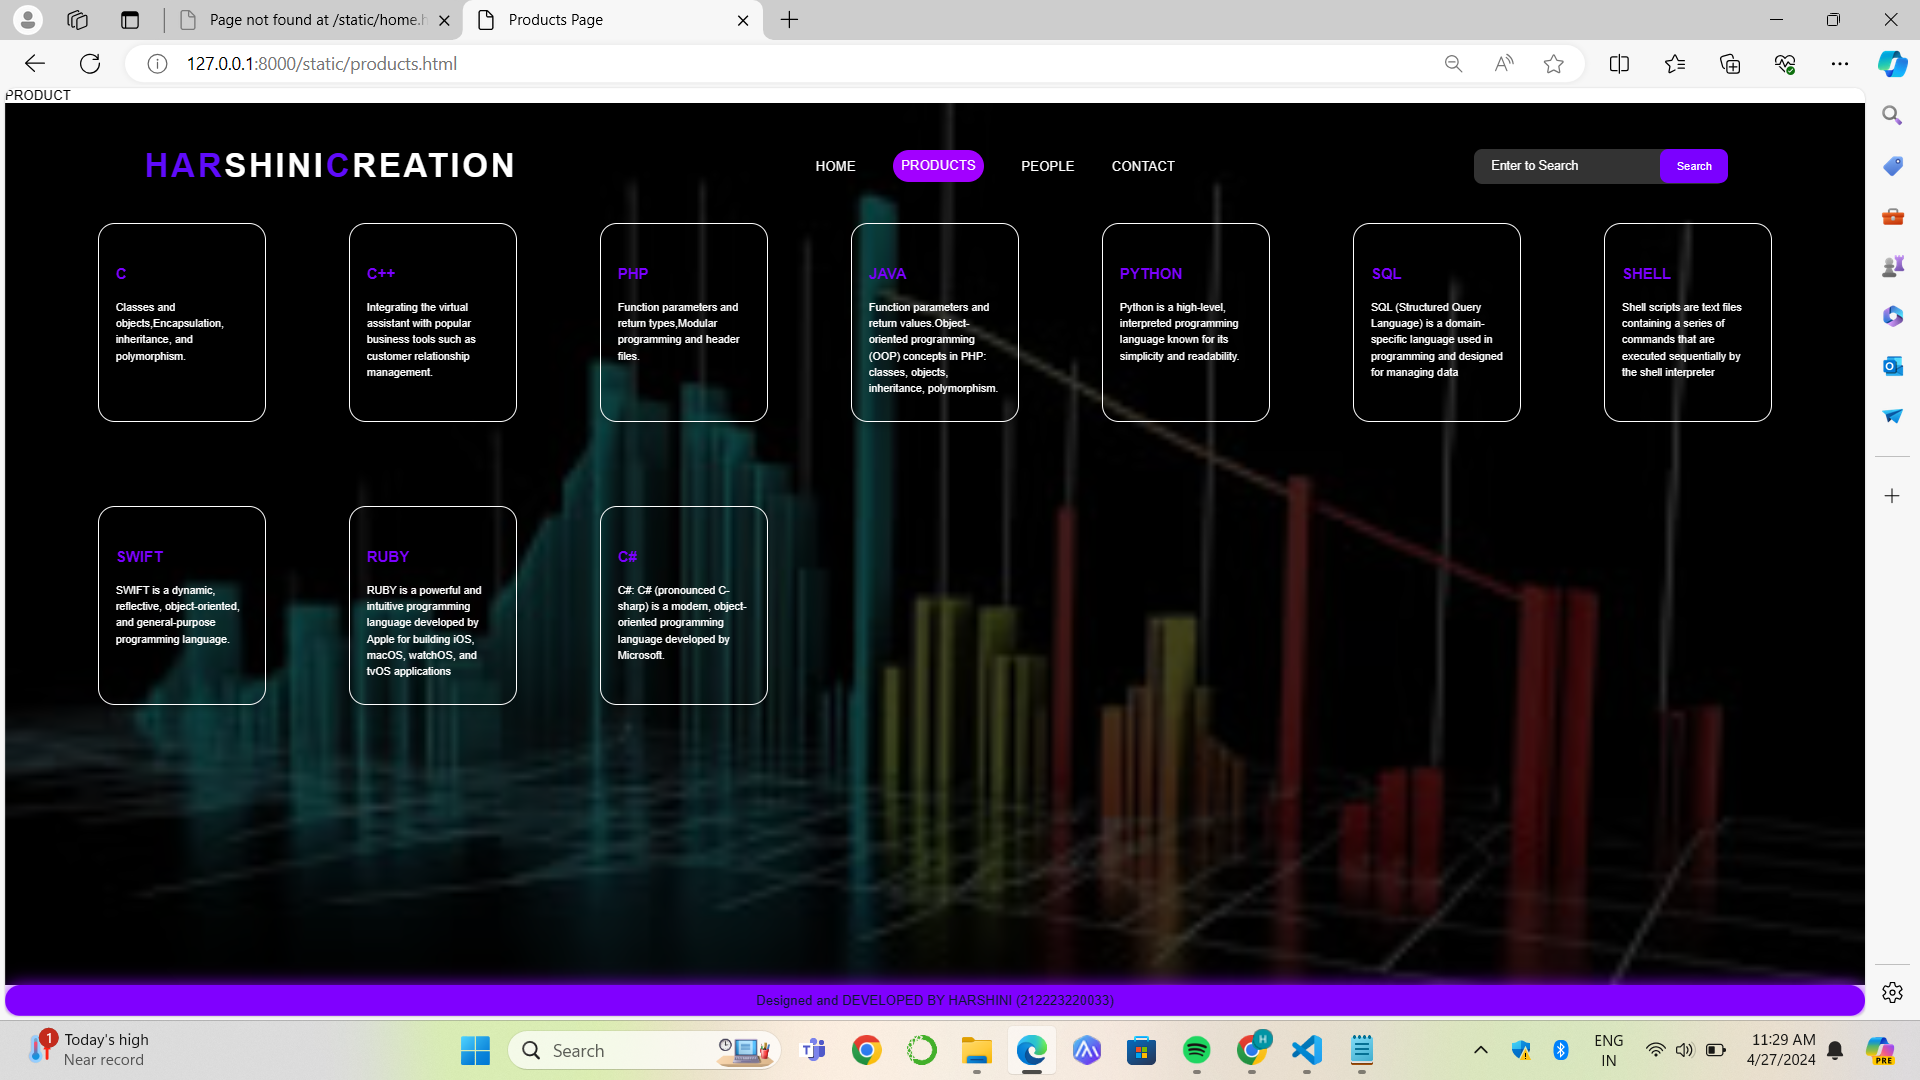 Page not found at /static/home.h
Products Page
127.0.0.1:8000/static/products.html
PRODUCT
HARSHINICREATION
HOME
PRODUCTS
PEOPLE
CONTACT
Enter to Search
Search
C
Classes and
objects,Encapsulation,
inheritance, and
polymorphism.
C++
Integrating the virtual
assistant with popular
business tools such as
customer relationship
management.
PHP
Function parameters and
return types,Modular
programming and header
files.
JAVA
Function parameters and
return values.Object-
oriented programming
(OOP) concepts in PHP:
classes, objects,
inheritance, polymorphism.
PYTHON
Python is a high-level,
interpreted programming
language known for its
simplicity and readability.
SQL
SQL (Structured Query
Language) is a domain-
specific language used in
programming and designed
for managing data
SHELL
Shell scripts are text files
containing a series of
commands that are
executed sequentially by
the shell interpreter
SWIFT
SWIFT is a dynamic,
reflective, object-oriented,
and general-purpose
programming language.
RUBY
RUBY is a powerful and
intuitive programming
language developed by
Apple for building iOS,
macOS, watchOS, and
tvOS applications
C#
C#: C# (pronounced C-
sharp) is a modern, object-
oriented programming
language developed by
Microsoft.
Designed and DEVELOPED BY HARSHINI (212223220033)
1
Today's high
Near record
Search
H
ENG
IN
11:29 AM
4/27/2024
PRE